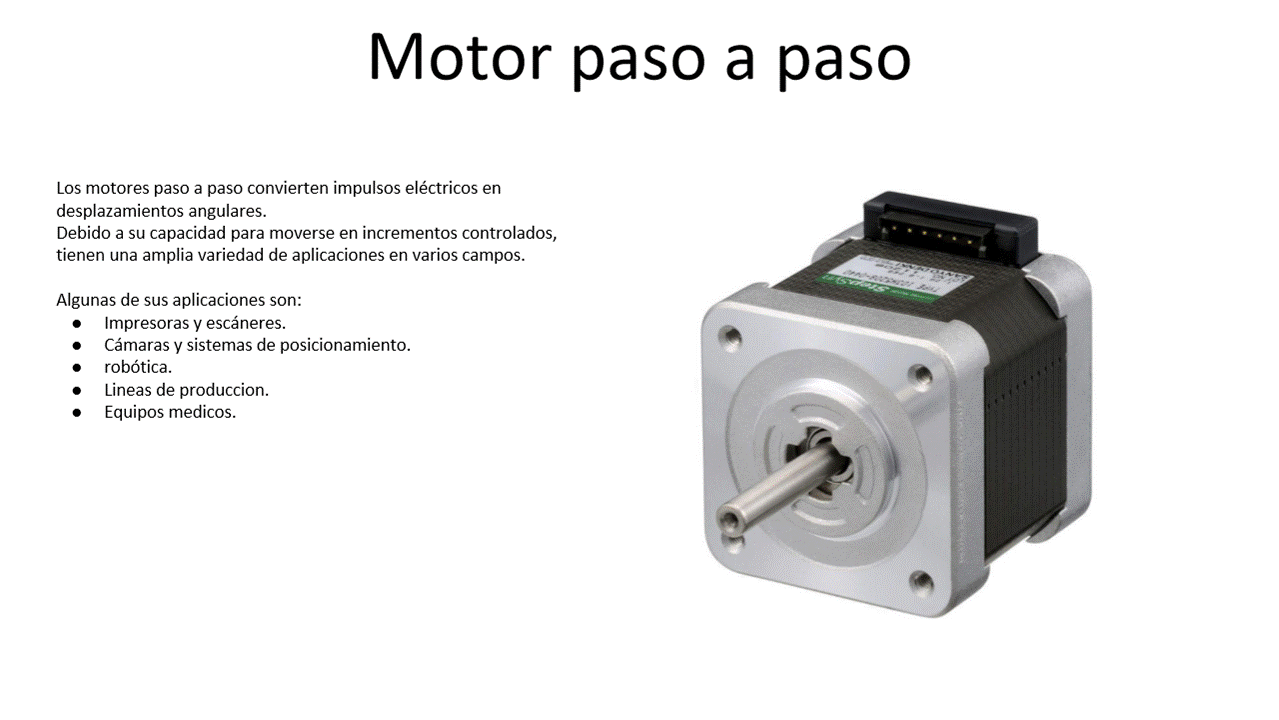 Motor paso a paso
Los motores paso a paso convierten impulsos eléctricos en
desplazamientos angulares.
Debido a su capacidad para moverse en incrementos controlados,
tienen una amplia variedad de aplicaciones en varios campos.
Algunas de sus aplicaciones son:
● Impresoras y escáneres.
● Cámaras y sistemas de posicionamiento.
● robótica.
● Lineas de produccion.
● Equipos medicos.
SANYO DENKI